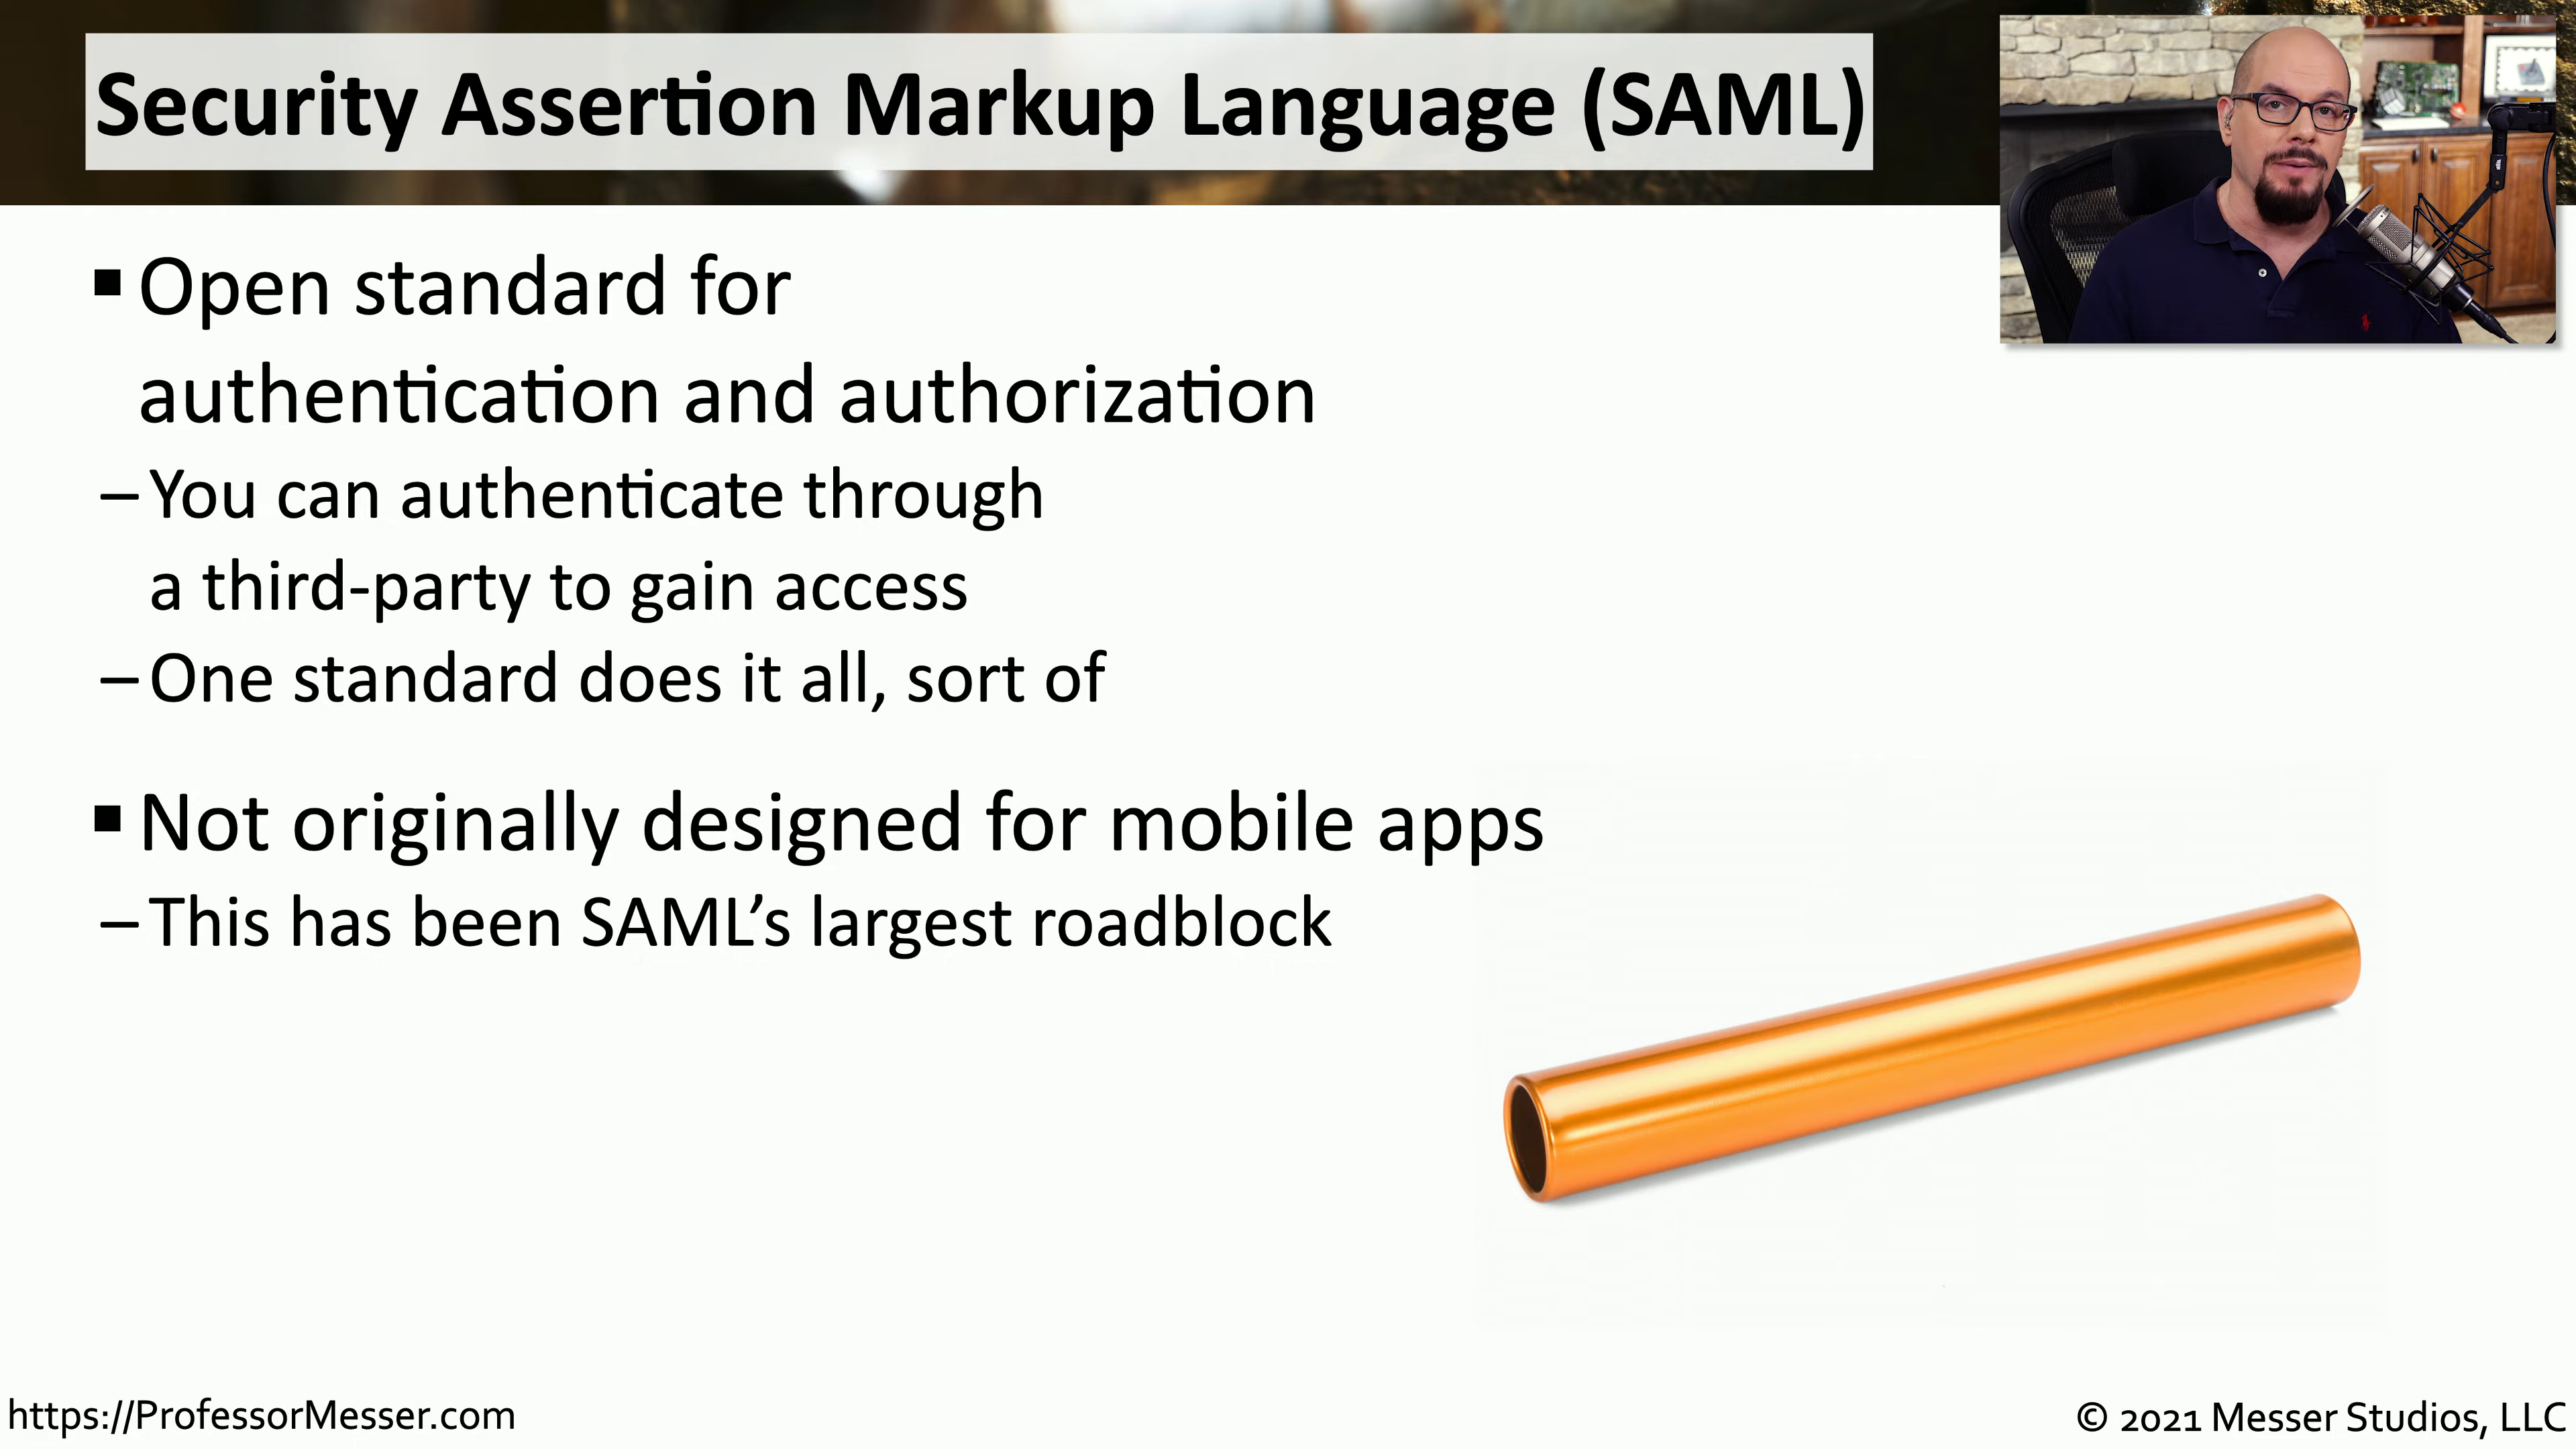 Security Assertion Markup Language (SAML)
▪ Open standard for
authentication and authorization
– You can authenticate through
a third-party to gain access
– One standard does it all, sort of
▪ Not originally designed for mobile apps
– This has been SAML’s largest roadblock
https://ProfessorMesser.com
© 2021 Messer Studios, LLC